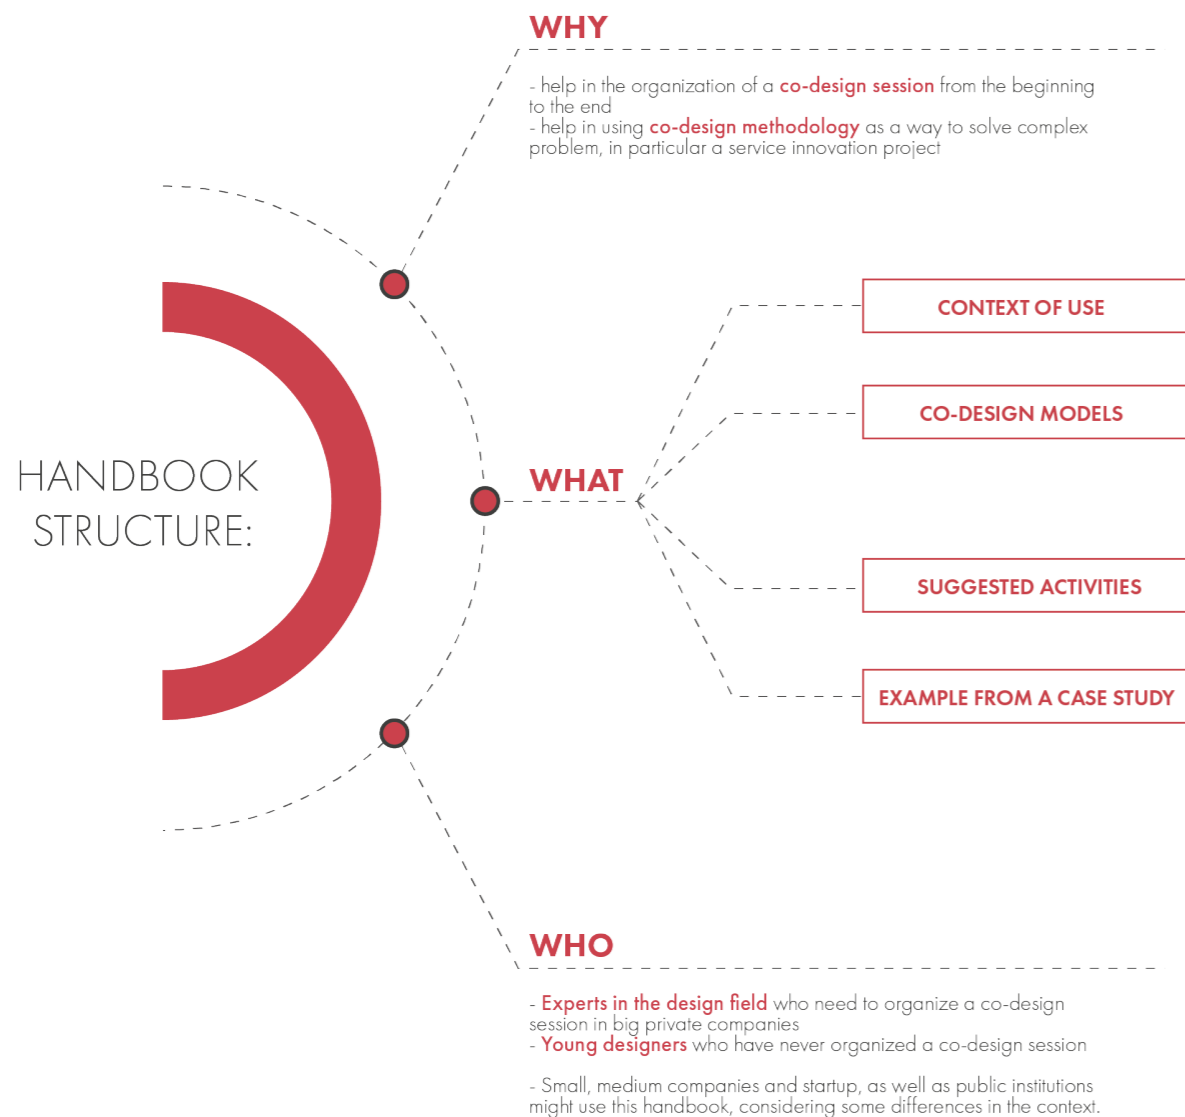 WHY
- help in the organization of a co-design session from the beginning
to the end
- help in using co-design methodology as a way to solve complex
problem, in particular a service innovation project
HANDBOOK
STRUCTURE:
WHAT
CONTEXT OF USE
CO-DESIGN MODELS
SUGGESTED ACTIVITIES
EXAMPLE FROM A CASE STUDY
WHO
- Experts in the design field who need to organize a co-design
session in big private companies
- Young designers who have never organized a co-design session
- Small, medium companies and startup, as well as public institutions
might use this handbook, considering some differences in the context.